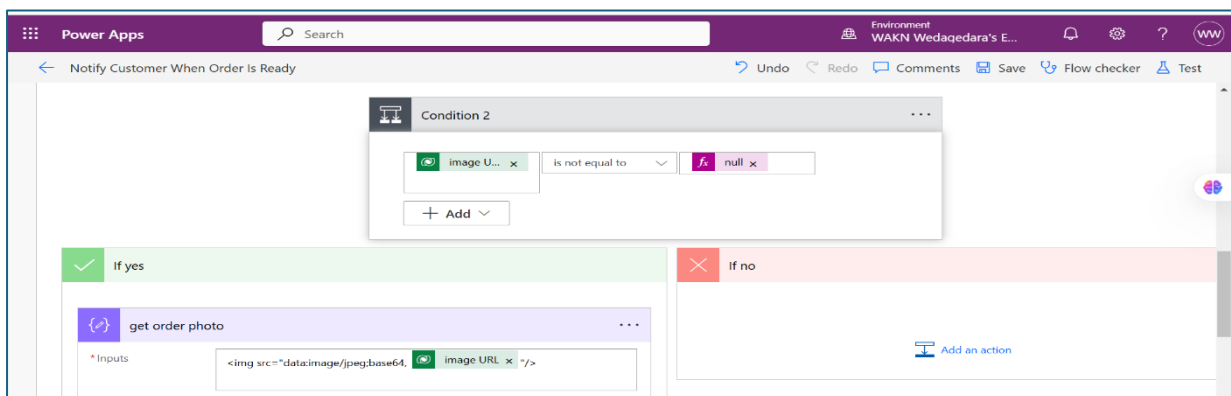 Power Apps
Search
Environment
WAKN Wedagedara's E...
WW
Notify Customer When Order Is Ready
Undo Redo Comments Save Flow checker Test
Condition 2
image U... × is not equal to fx null ×
+ Add
If yes
If no
get order photo
* Inputs
<img src="data:image/jpeg;base64, image URL × "/>
Add an action